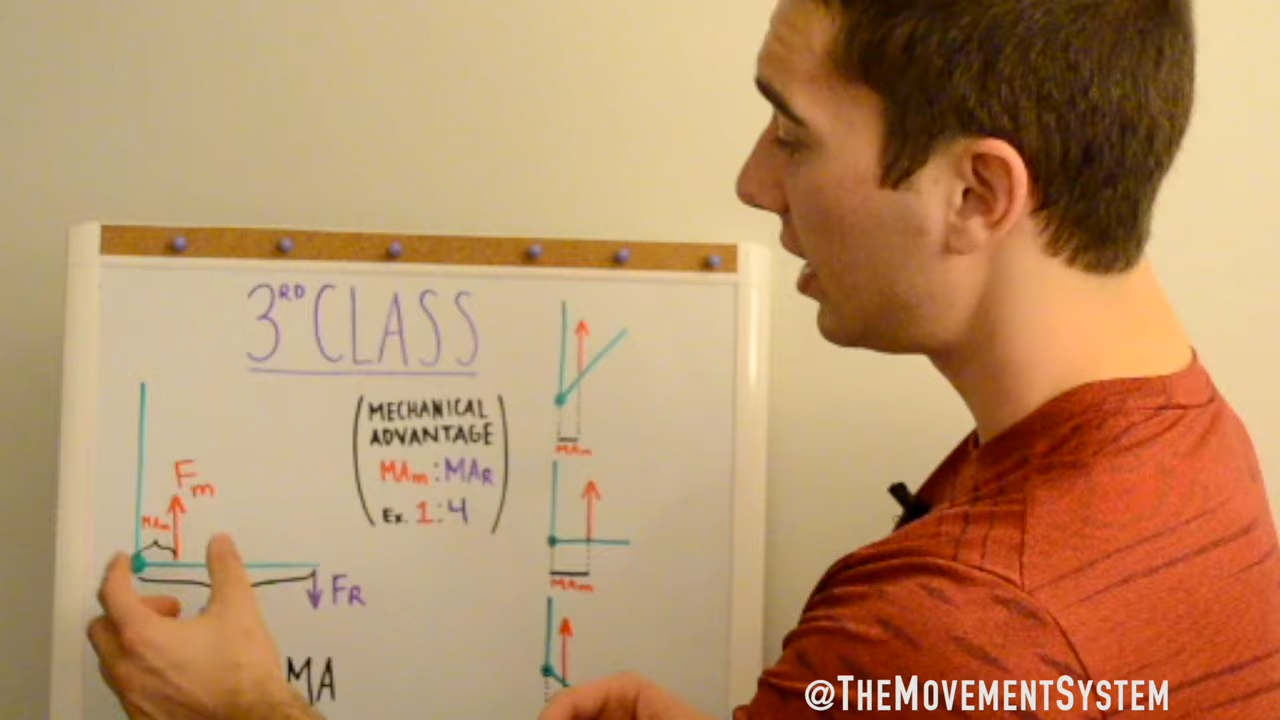 3RD CLASS
(MECHANICAL
ADVANTAGE
MAm:MAR
Ex. 1:4)
Fm
MAm
FR
MA
MAm
MAm
@THEMOVEMENTSYSTEM